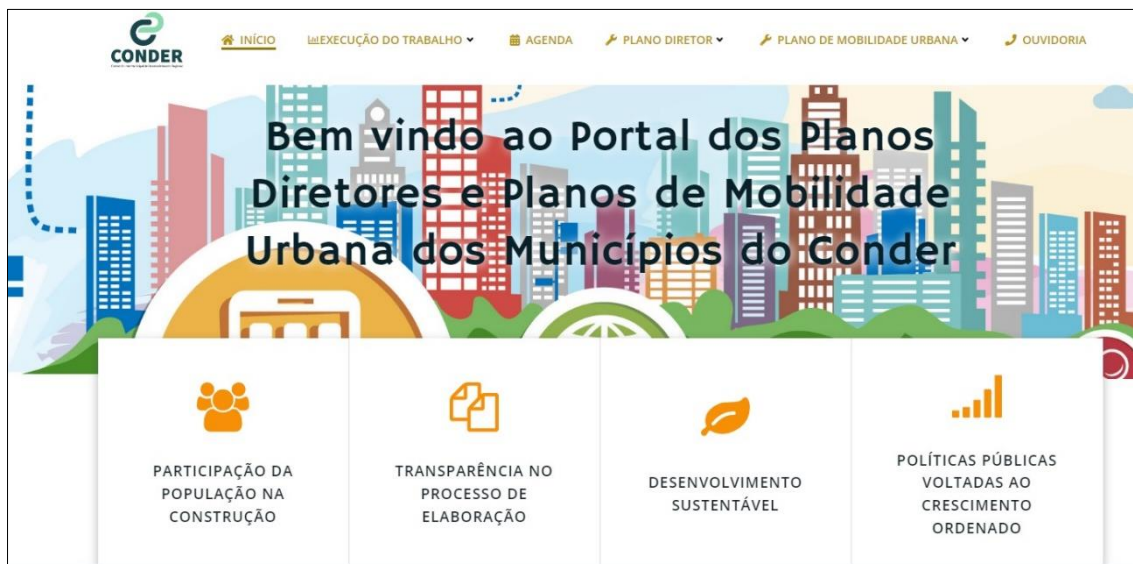 CONDER
INÍCIO
EXECUÇÃO DO TRABALHO
AGENDA
PLANO DIRETOR
PLANO DE MOBILIDADE URBANA
OUVIDORIA
Bem vindo ao Portal dos Planos
Diretores e Planos de Mobilidade
Urbana dos Municípios do Conder
PARTICIPAÇÃO DA
POPULAÇÃO NA
CONSTRUÇÃO
TRANSPARÊNCIA NO
PROCESSO DE
ELABORAÇÃO
DESENVOLVIMENTO
SUSTENTÁVEL
POLÍTICAS PÚBLICAS
VOLTADAS AO
CRESCIMENTO
ORDENADO